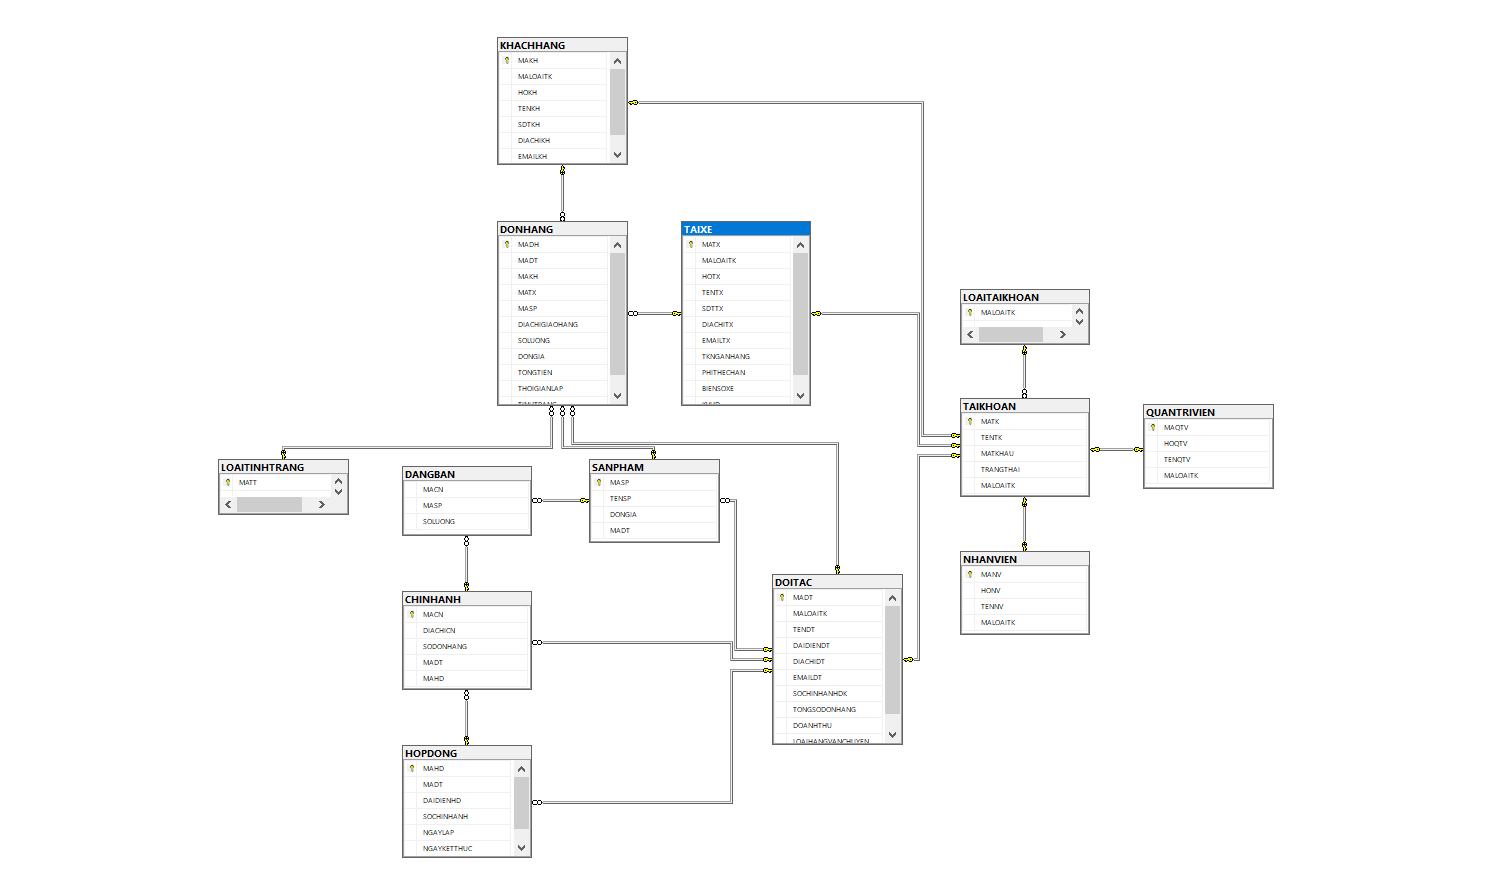 KHACHHANG
MAKH
MALOAITK
HOKH
TENKH
SDTKH
DIACHIKH
EMAILKH
DONHANG
MADH
MADT
MAKH
MATX
MASP
DIACHIGIAOHANG
SOLUONG
DONGIA
TONGTIEN
THOIGIANLAP
TAIXE
MATX
MALOAITK
HOTX
TENTX
SDTTX
DIACHITX
EMAILTX
TKNGANHANG
PHITHECHAN
BIENSOXE
LOAITAIKHOAN
MALOAITK
TAIKHOAN
MATK
TENTK
MATKHAU
TRANGTHAI
MALOAITK
QUANTRIVIEN
MAQTV
HOQTV
TENQTV
MALOAITK
LOAITINHTRANG
MATT
DANGBAN
MACN
MASP
SOLUONG
SANPHAM
MASP
TENSP
DONGIA
MADT
NHANVIEN
MANV
HONV
TENNV
MALOAITK
CHINHANH
MACN
DIACHICN
SODONHANG
MADT
MAHD
DOITAC
MADT
MALOAITK
TENDT
DAIDIENDT
DIACHIDT
EMAILDT
SOCHINHANHDK
TONGSODONHANG
DOANHTHU
LOAIHANGVANCHUYEN
HOPDONG
MAHD
MADT
DAIDIENHD
SOCHINHANH
NGAYLAP
NGAYKETTHUC